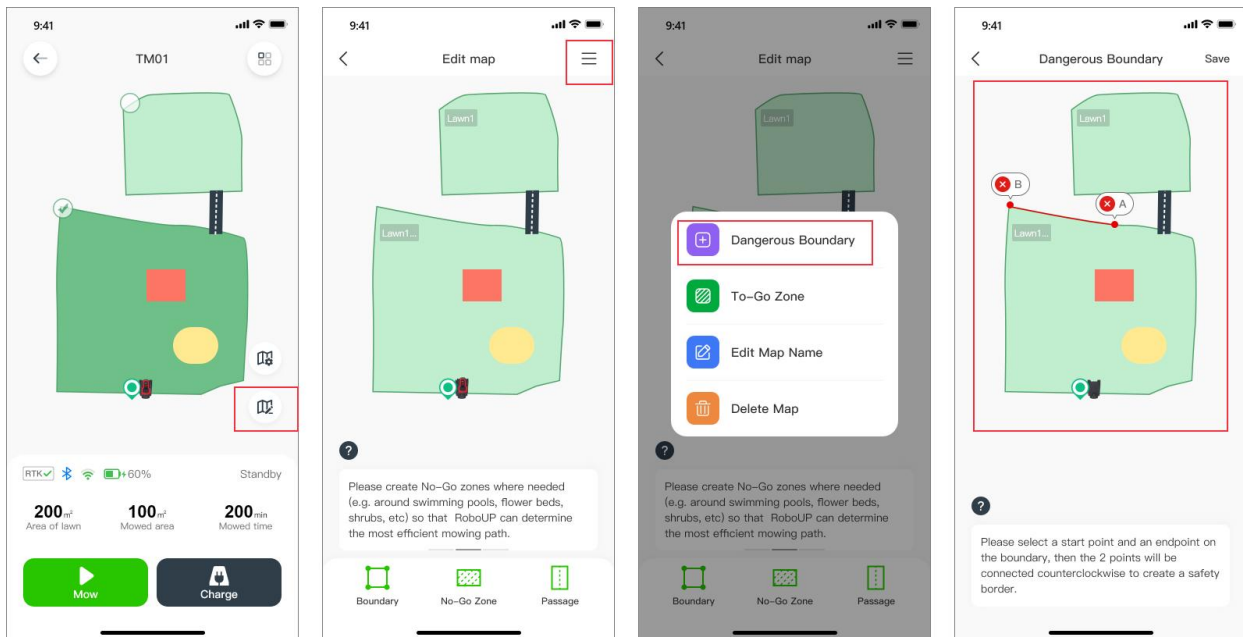 9:41
TM01
RTK
60%
Standby
200 m²
100 m²
200 min
Area of lawn
Mowed area
Mowed time
Mow
Charge
9:41
Edit map
Lawn1
Lawn1...
?
Please create No-Go zones where needed
(e.g. around swimming pools, flower beds,
shrubs, etc) so that RoboUP can determine
the most efficient mowing path.
Boundary
No-Go Zone
Passage
9:41
Edit map
Lawn1
Dangerous Boundary
To-Go Zone
Edit Map Name
Delete Map
?
Please create No-Go zones where needed
(e.g. around swimming pools, flower beds,
shrubs, etc) so that RoboUP can determine
the most efficient mowing path.
Boundary
No-Go Zone
Passage
9:41
Dangerous Boundary
Save
Lawn1
B
A
Lawn1...
?
Please select a start point and an endpoint on
the boundary, then the 2 points will be
connected counterclockwise to create a safety
border.